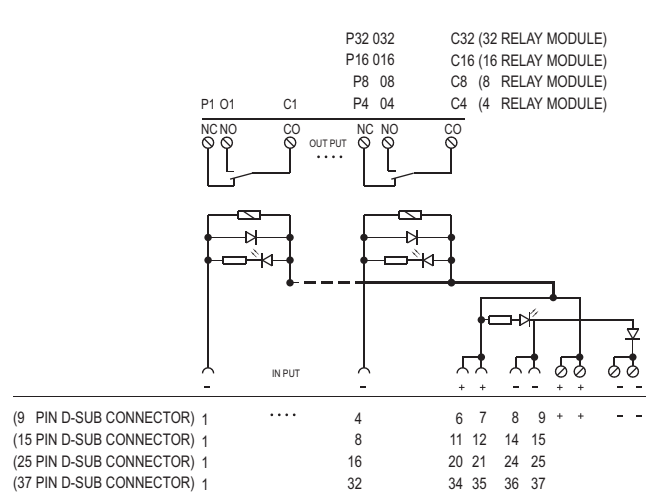 P32 032 C32 (32 RELAY MODULE)
P16 016 C16 (16 RELAY MODULE)
P8 08 C8 (8 RELAY MODULE)
P1 O1 C1 P4 04 C4 (4 RELAY MODULE)
NC NO CO OUT PUT NC NO CO
• • • •
IN PUT
- - + + - - + + - -
(9 PIN D-SUB CONNECTOR) 1 • • • • 4 6 7 8 9 + + - -
(15 PIN D-SUB CONNECTOR) 1 8 11 12 14 15
(25 PIN D-SUB CONNECTOR) 1 16 20 21 24 25
(37 PIN D-SUB CONNECTOR) 1 32 34 35 36 37